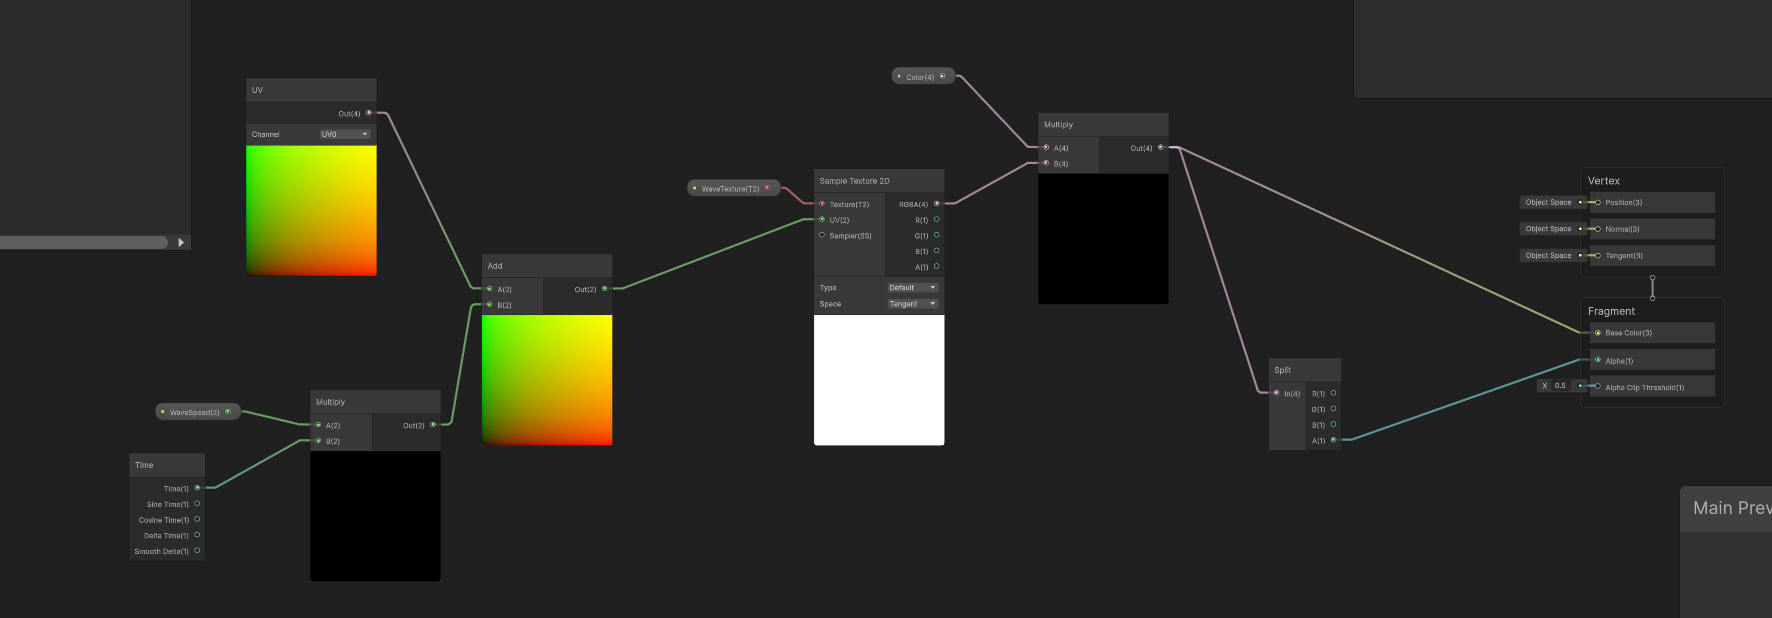 UV
Out(4)
Channel UV0
WaveSpeed(2)
Time
Time(1)
Sine Time(1)
Cosine Time(1)
Delta Time(1)
Smooth Delta(1)
Multiply
A(2) Out(2)
B(2)
Add
A(2) Out(2)
B(2)
WaveTexture(T2)
Sample Texture 2D
Texture(T2) RGBA(4)
UV(2) R(1)
Sampler(SS) G(1)
B(1)
A(1)
Type Default
Space Tangent
Color(4)
Multiply
A(4) Out(4)
B(4)
Split
In(4) R(1)
G(1)
B(1)
A(1)
Vertex
Object Space Position(3)
Object Space Normal(3)
Object Space Tangent(3)
Fragment
Base Color(3)
Alpha(1)
X 0.5 Alpha Clip Threshold(1)
Main Prev